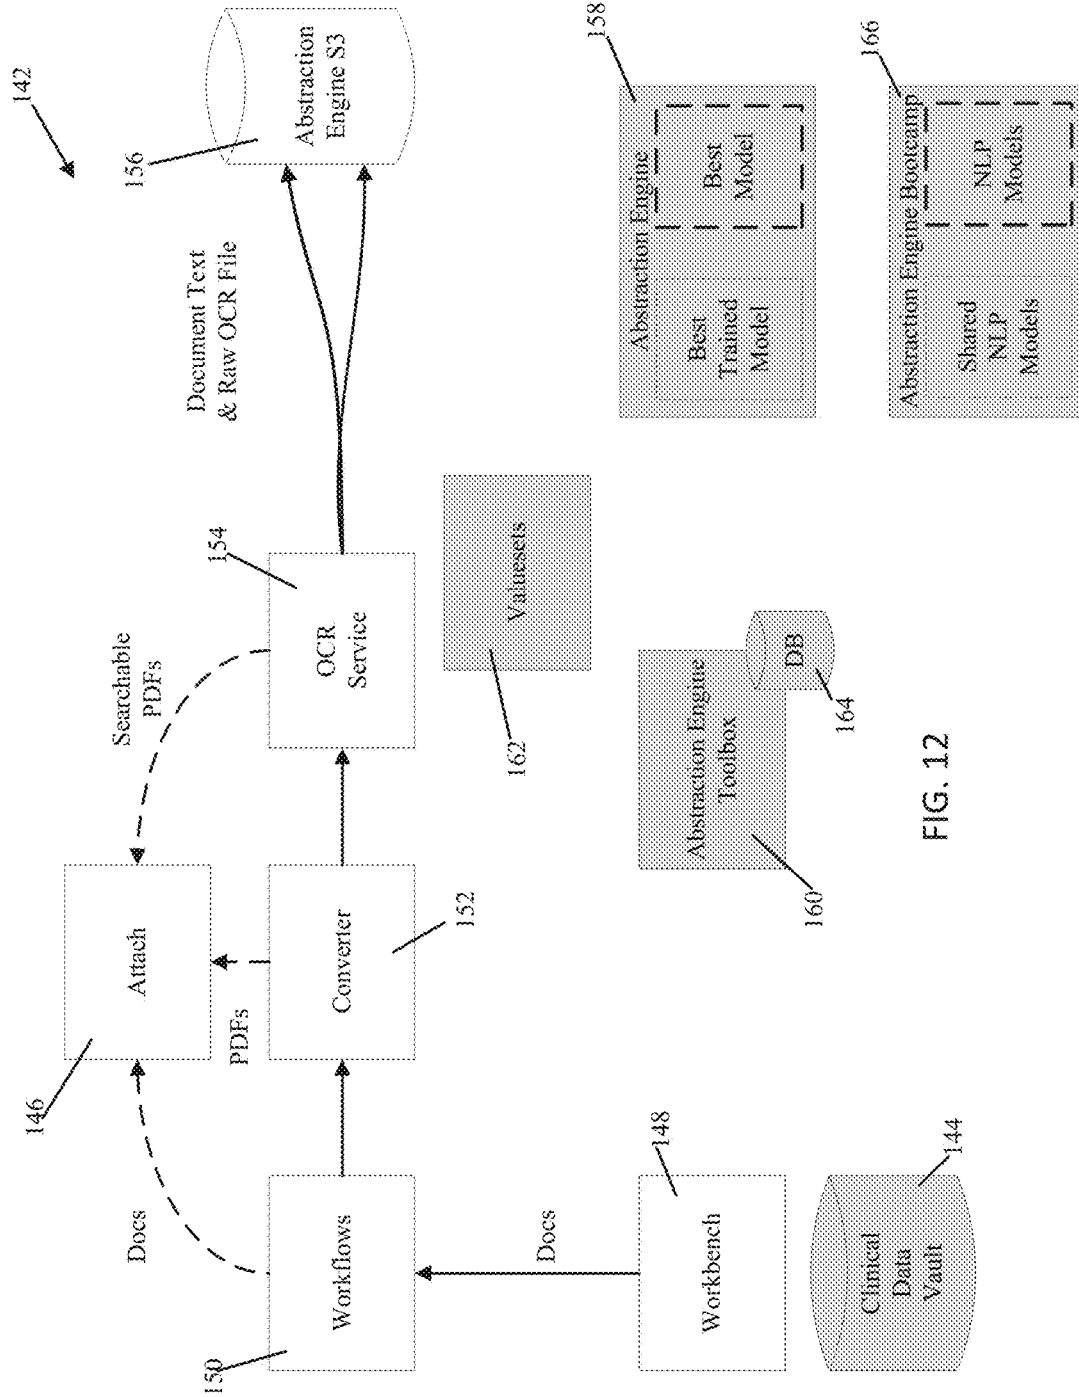 142
146
Attach
Docs
PDFs
Searchable
PDFs
Document Text
& Raw OCR File
156
Abstraction
Engine S3
150
Workflows
Converter
152
OCR
Service
154
Docs
148
Workbench
162
Valuesets
158
Abstraction Engine
Best
Trained
Model
Best
Model
160
Abstraction Engine
Toolbox
DB
164
144
Clinical
Data
Vault
166
Abstraction Engine Bootcamp
Shared
NLP
Models
NLP
Models
FIG. 12